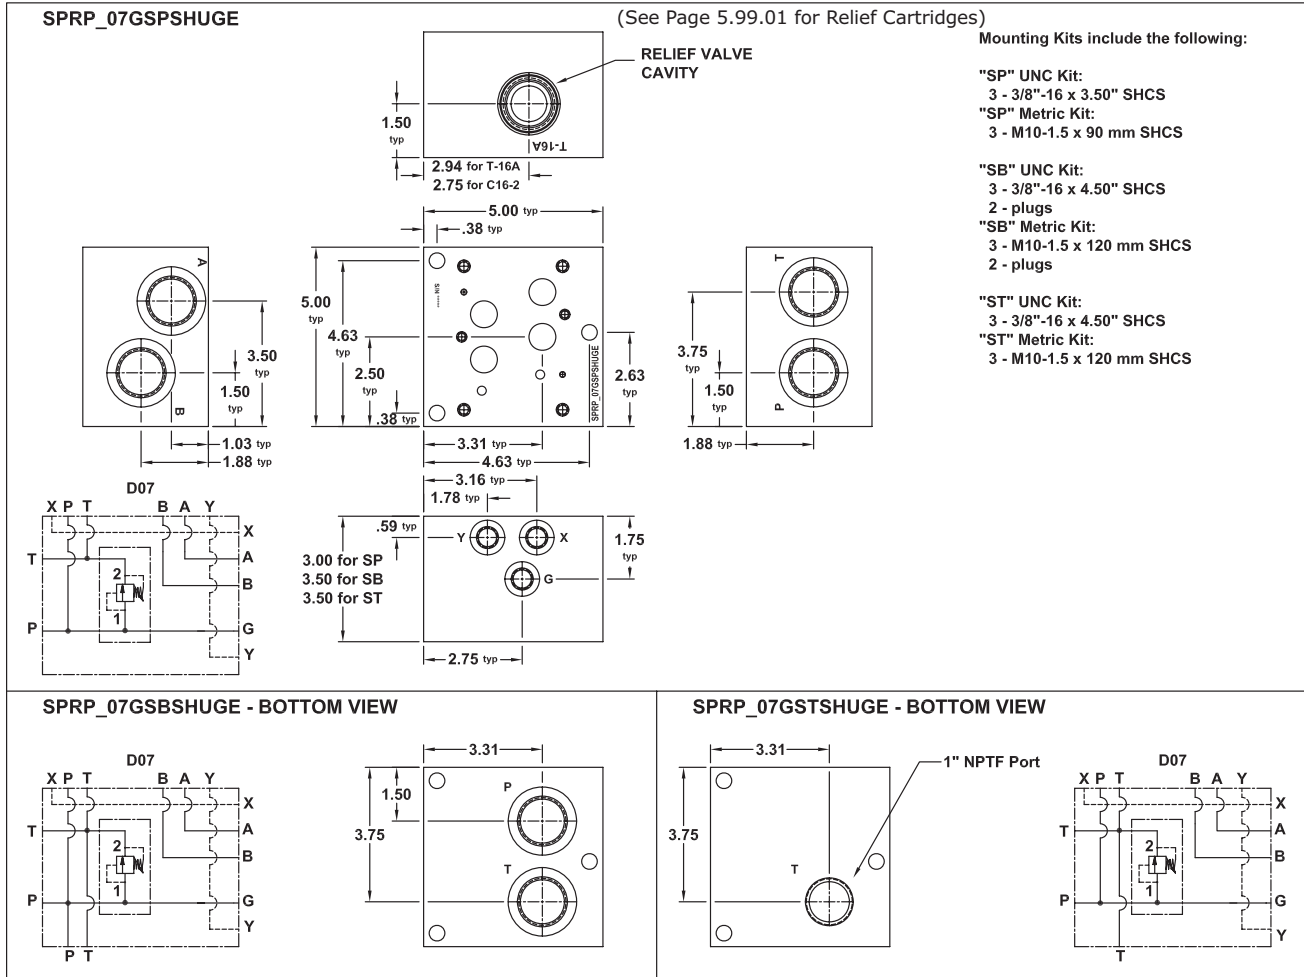 SPRP_07GSPSHUGE
(See Page 5.99.01 for Relief Cartridges)
Mounting Kits include the following:
"SP" UNC Kit:
3 - 3/8"-16 x 3.50" SHCS
"SP" Metric Kit:
3 - M10-1.5 x 90 mm SHCS
"SB" UNC Kit:
3 - 3/8"-16 x 4.50" SHCS
2 - plugs
"SB" Metric Kit:
3 - M10-1.5 x 120 mm SHCS
2 - plugs
"ST" UNC Kit:
3 - 3/8"-16 x 4.50" SHCS
"ST" Metric Kit:
3 - M10-1.5 x 120 mm SHCS
RELIEF VALVE
CAVITY
1.50
typ
T-16A
2.94 for T-16A
2.75 for C16-2
5.00 typ
.38 typ
A
B
3.50
typ
1.50
typ
1.03 typ
1.88 typ
5.00
typ
4.63
typ
2.50
typ
.38 typ
S/N
SPRP_07GSPSHUGE
2.63
typ
3.31 typ
4.63 typ
T
P
3.75
typ
1.50
typ
1.88 typ
3.16 typ
1.78 typ
.59 typ
Y
X
G
1.75
typ
3.00 for SP
3.50 for SB
3.50 for ST
2.75 typ
D07
X P T B A Y
X
T
A
2
B
1
P
G
Y
SPRP_07GSBSHUGE - BOTTOM VIEW
D07
X P T B A Y
X
T
A
2
B
1
P
G
Y
P T
3.31
1.50
3.75
P
T
SPRP_07GSTSHUGE - BOTTOM VIEW
3.31
1" NPTF Port
3.75
T
D07
X P T B A Y
X
T
A
2
B
1
P
G
Y
T